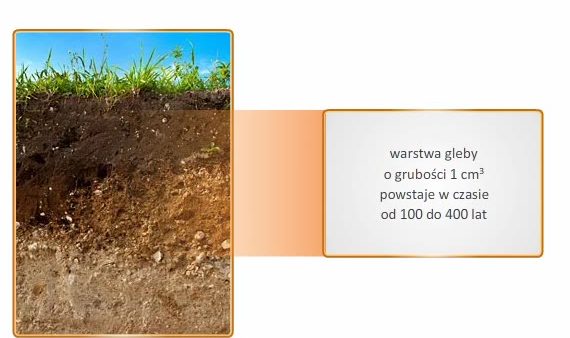 warstwa gleby
o grubości 1 cm³
powstaje w czasie
od 100 do 400 lat